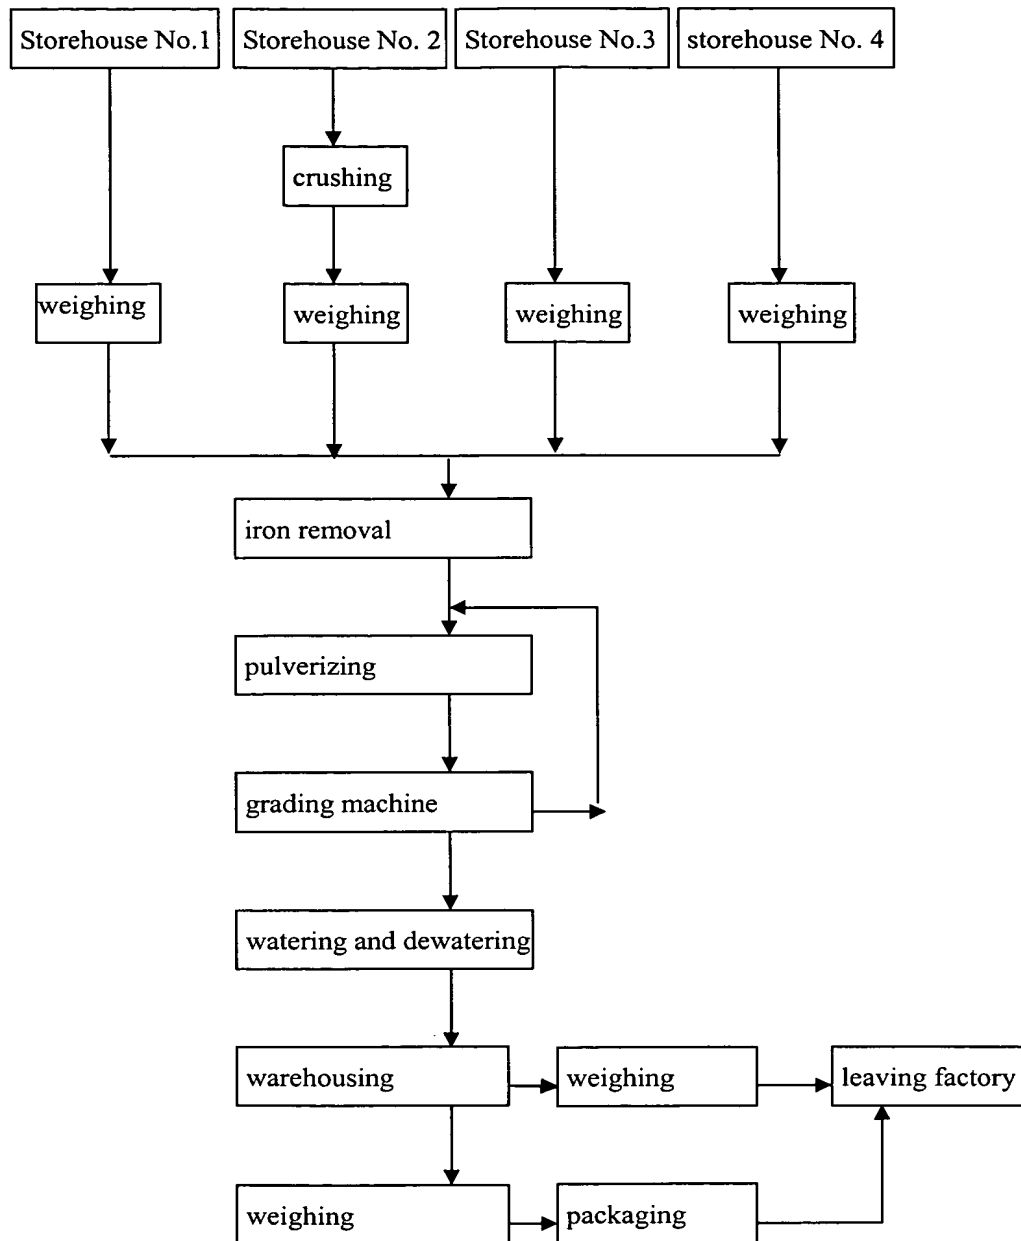 Storehouse No.1
Storehouse No. 2
Storehouse No.3
storehouse No. 4
crushing
weighing
weighing
weighing
weighing
iron removal
pulverizing
grading machine
watering and dewatering
warehousing
weighing
leaving factory
weighing
packaging